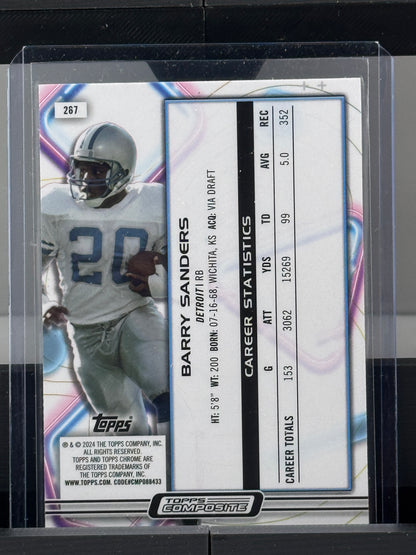 267
BARRY SANDERS
DETROIT | RB
HT: 5'8" WT: 200 BORN: 07-16-68, WICHITA, KS ACQ: VIA DRAFT
CAREER STATISTICS
G ATT YDS TD AVG REC
CAREER TOTALS 153 3062 15269 99 5.0 352
20
Topps
® & © 2024 THE TOPPS COMPANY, INC.
ALL RIGHTS RESERVED.
TOPPS AND TOPPS CHROME ARE
REGISTERED TRADEMARKS OF
THE TOPPS COMPANY, INC.
WWW.TOPPS.COM CODE#CMP088433
TOPPS
COMPOSITE